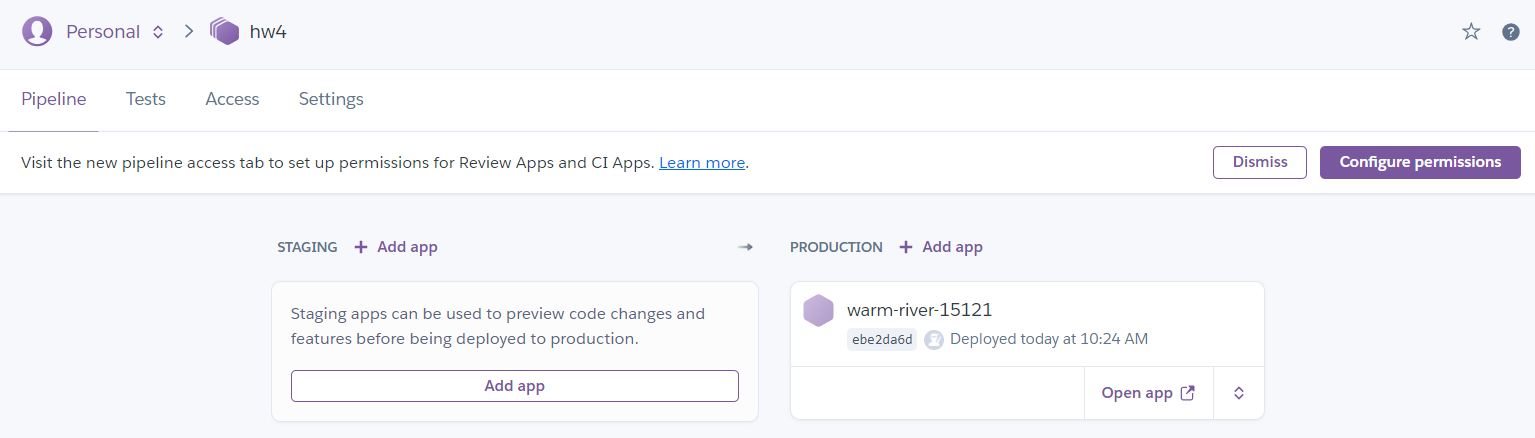 Personal hw4
Pipeline Tests Access Settings
Visit the new pipeline access tab to set up permissions for Review Apps and CI Apps. Learn more.
Dismiss
Configure permissions
STAGING + Add app
Staging apps can be used to preview code changes and
features before being deployed to production.
Add app
PRODUCTION + Add app
warm-river-15121
ebe2da6d Deployed today at 10:24 AM
Open app